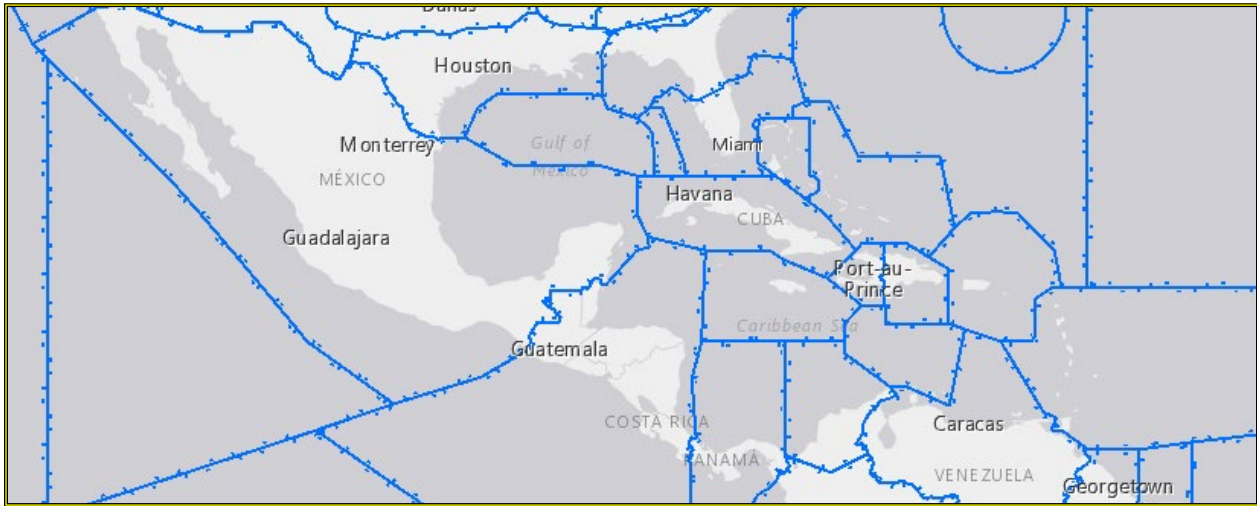 Dallas
Houston
Gulf of
Mexico
Monterrey
Miami
MÉXICO
Havana
CUBA
Guadalajara
Port-au-
Prince
Caribbean Sea
Guatemala
COSTA RICA
Caracas
PANAMÁ
VENEZUELA
Georgetown